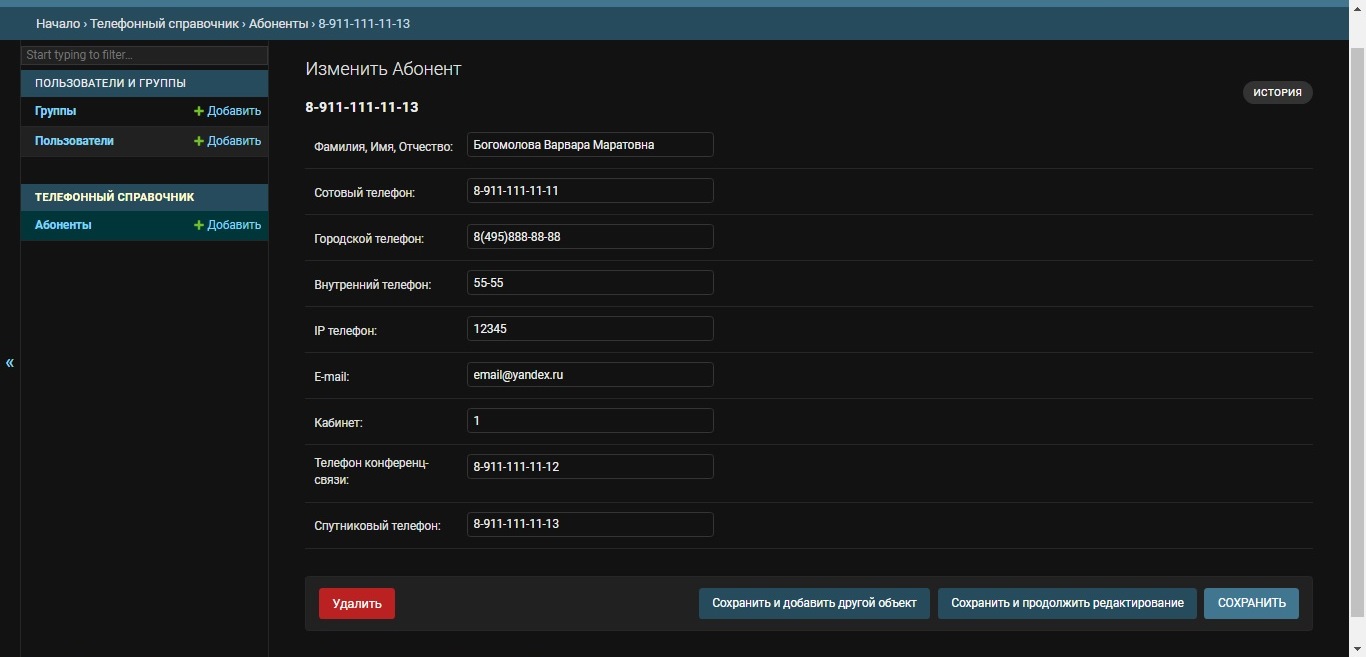 Начало › Телефонный справочник › Абоненты › 8-911-111-11-13
Start typing to filter...
ПОЛЬЗОВАТЕЛИ И ГРУППЫ
Группы + Добавить
Пользователи + Добавить
ТЕЛЕФОННЫЙ СПРАВОЧНИК
Абоненты + Добавить
«
Изменить Абонент
ИСТОРИЯ
8-911-111-11-13
Фамилия, Имя, Отчество: Богомолова Варвара Маратовна
Сотовый телефон: 8-911-111-11-11
Городской телефон: 8(495)888-88-88
Внутренний телефон: 55-55
IP телефон: 12345
E-mail: email@yandex.ru
Кабинет: 1
Телефон конференц-
связи: 8-911-111-11-12
Спутниковый телефон: 8-911-111-11-13
Удалить Сохранить и добавить другой объект Сохранить и продолжить редактирование СОХРАНИТЬ